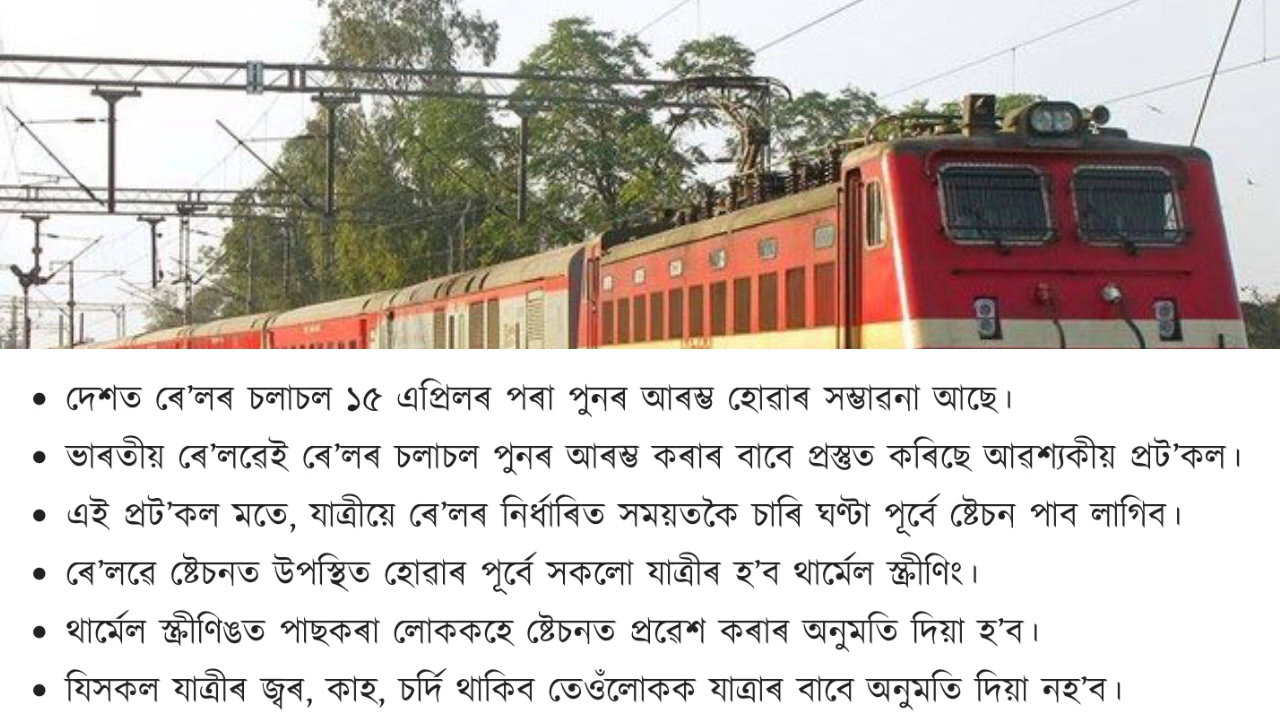 • দেশত ৰে’লৰ চলাচল ১৫ এপ্ৰিলৰ পৰা পুনৰ আৰম্ভ হোৱাৰ সম্ভাৱনা আছে।
• ভাৰতীয় ৰে’লৱেই ৰে’লৰ চলাচল পুনৰ আৰম্ভ কৰাৰ বাবে প্ৰস্তুত কৰিছে আৱশ্যকীয় প্ৰট’কল।
• এই প্ৰট’কল মতে, যাত্ৰীয়ে ৰে’লৰ নিৰ্ধাৰিত সময়তকৈ চাৰি ঘণ্টা পূৰ্বে ষ্টেচন পাব লাগিব।
• ৰে’লৱে ষ্টেচনত উপস্থিত হোৱাৰ পূৰ্বে সকলো যাত্ৰীৰ হ’ব থাৰ্মেল স্ক্ৰীণিং।
• থাৰ্মেল স্ক্ৰীণিঙত পাছকৰা লোককহে ষ্টেচনত প্ৰৱেশ কৰাৰ অনুমতি দিয়া হ’ব।
• যিসকল যাত্ৰীৰ জ্বৰ, কাহ, চৰ্দি থাকিব তেওঁলোকক যাত্ৰাৰ বাবে অনুমতি দিয়া নহ’ব।